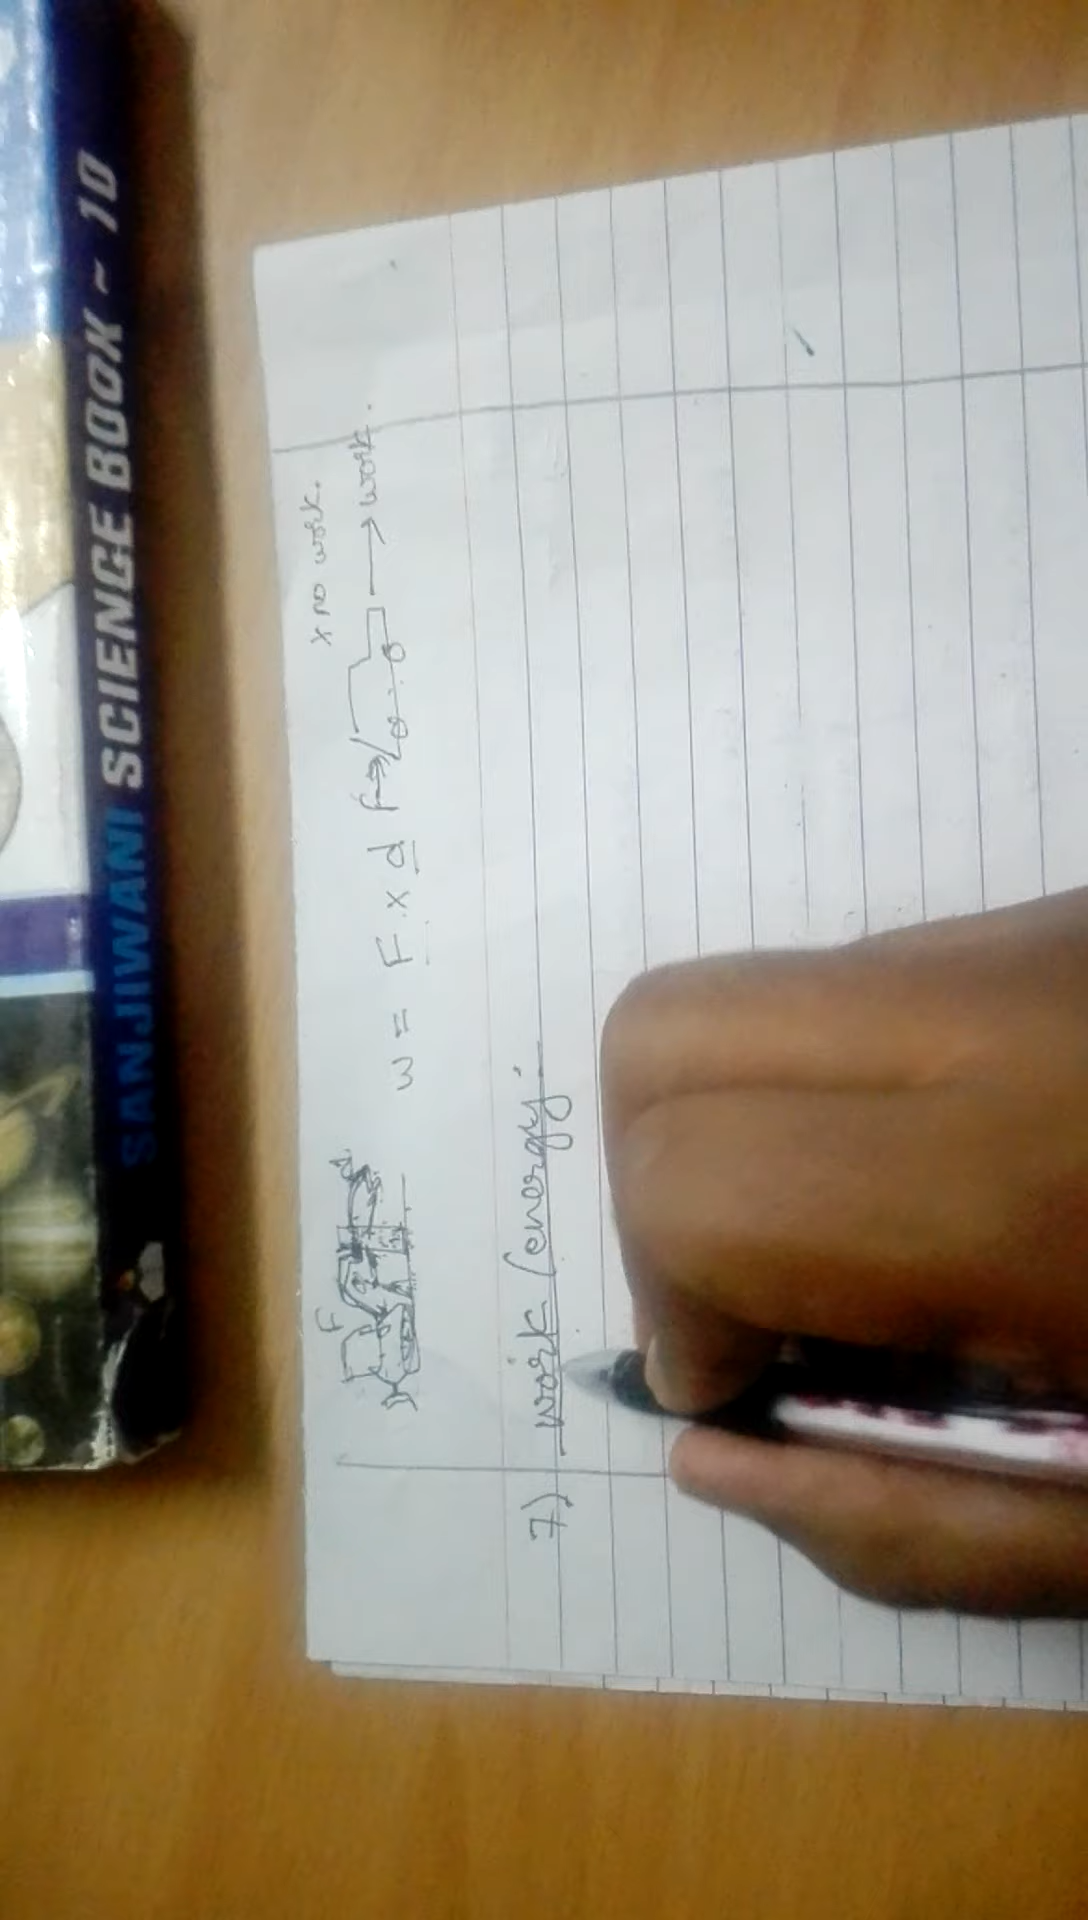 SANJIWANI SCIENCE BOOK - 10
x no work.
F
d
W = F x d F → work.
7) work (energy: